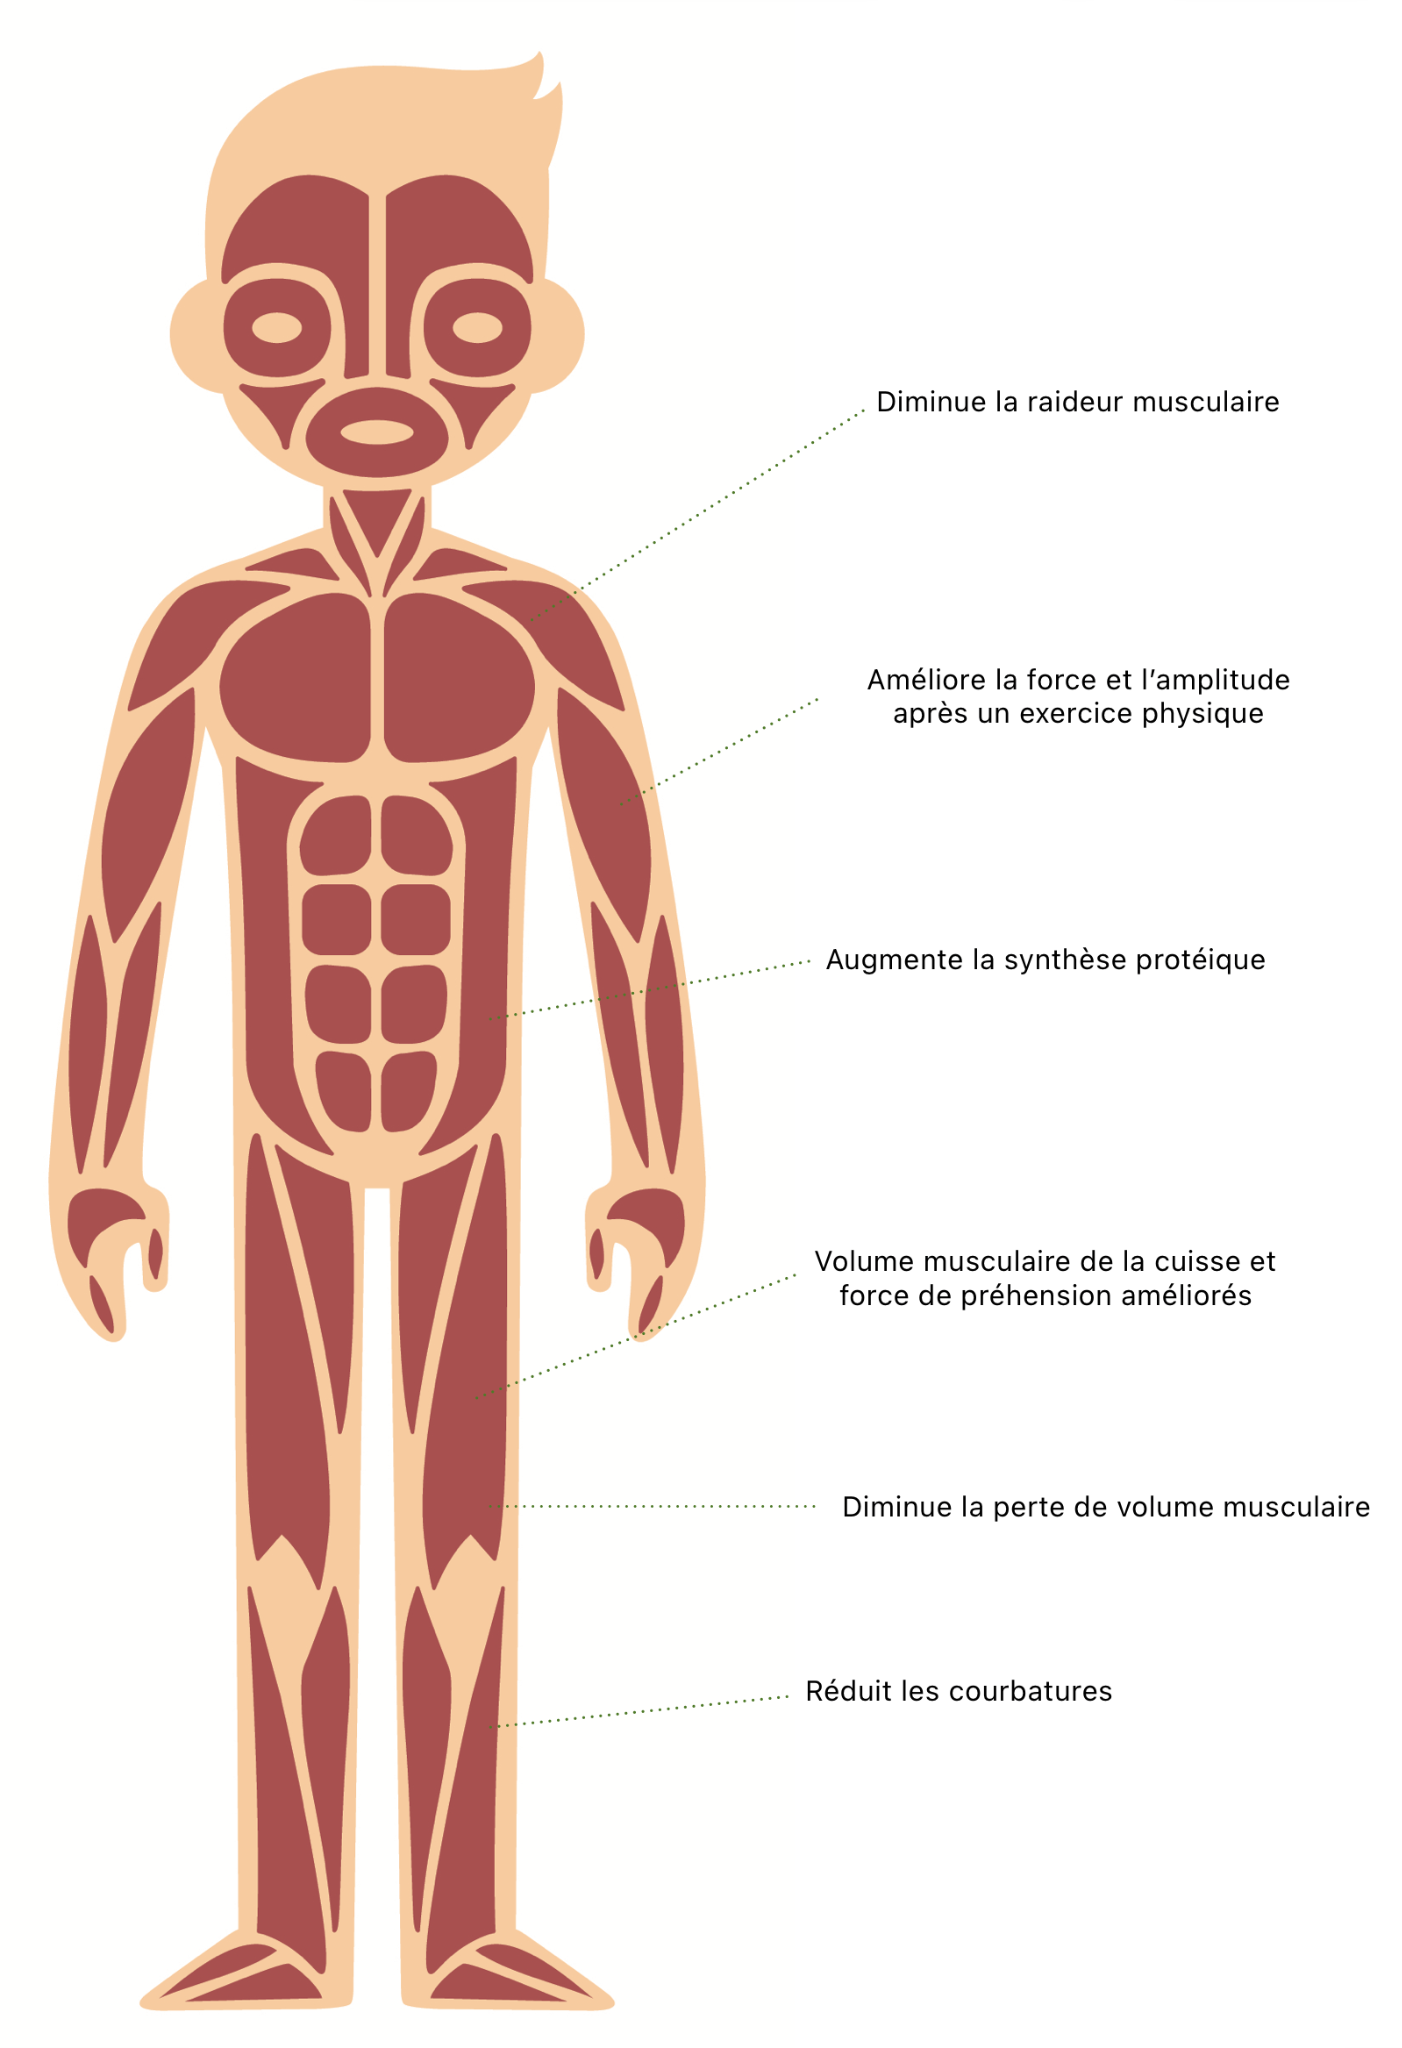 Diminue la raideur musculaire
Améliore la force et l’amplitude
après un exercice physique
Augmente la synthèse protéique
Volume musculaire de la cuisse et
force de préhension améliorés
Diminue la perte de volume musculaire
Réduit les courbatures